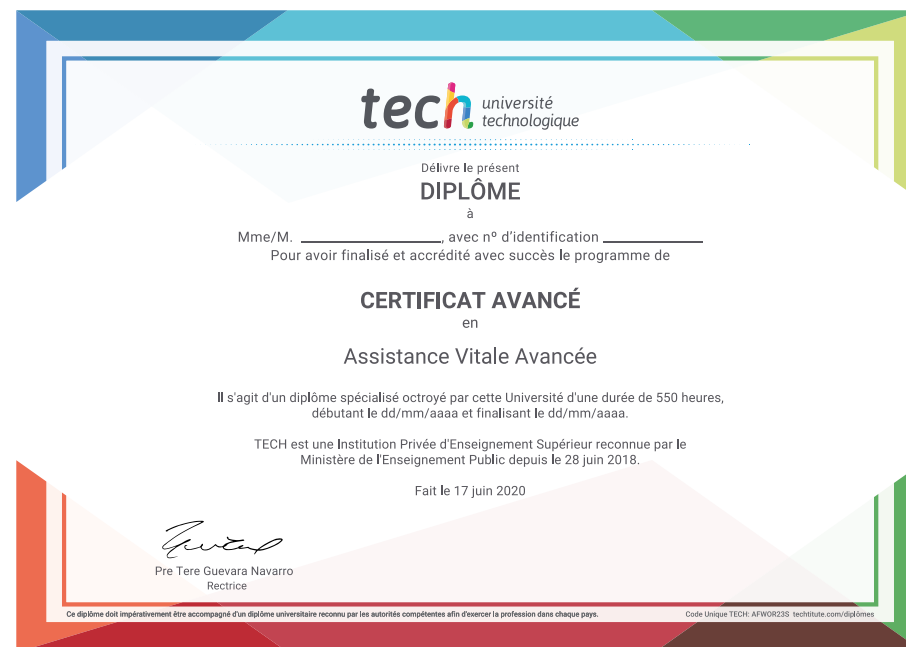 tech université
technologique
Délivre le présent
DIPLÔME
à
Mme/M. ____________________, avec nº d'identification ______________
Pour avoir finalisé et accrédité avec succès le programme de
CERTIFICAT AVANCÉ
en
Assistance Vitale Avancée
Il s'agit d'un diplôme spécialisé octroyé par cette Université d'une durée de 550 heures,
débutant le dd/mm/aaaa et finalisant le dd/mm/aaaa.
TECH est une Institution Privée d'Enseignement Supérieur reconnue par le
Ministère de l'Enseignement Public depuis le 28 juin 2018.
Fait le 17 juin 2020
Pre Tere Guevara Navarro
Rectrice
Ce diplôme doit impérativement être accompagné d'un diplôme universitaire reconnu par les autorités compétentes afin d'exercer la profession dans chaque pays.
Code Unique TECH: AFWOR23S techtitute.com/diplômes